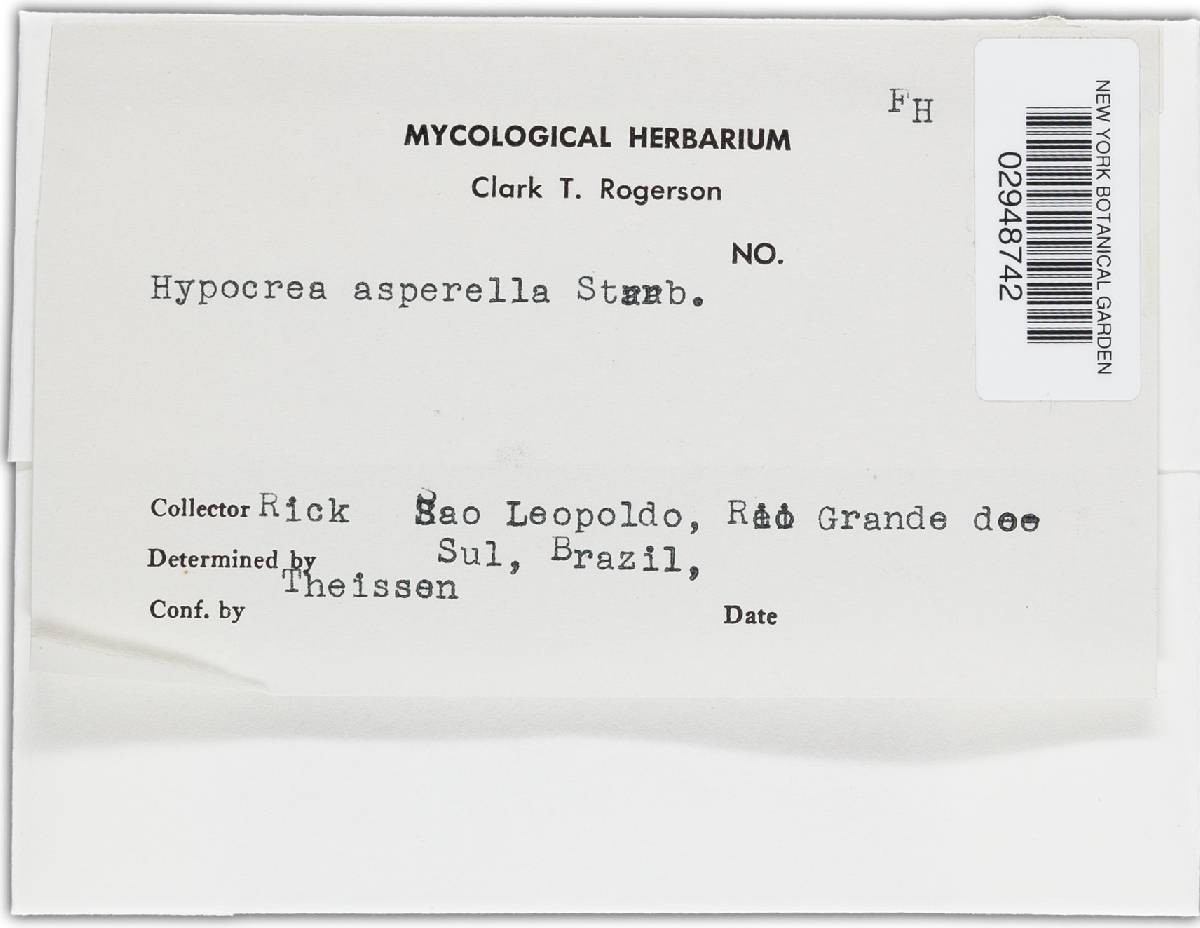 FH
MYCOLOGICAL HERBARIUM
Clark T. Rogerson
NO.
Hypocrea asperella
Collector Rick Sao Leopoldo, Rio Grande do
Determined by Sul, Brazil,
Theissen
Conf. by
Date
NEW YORK BOTANICAL GARDEN
02948742